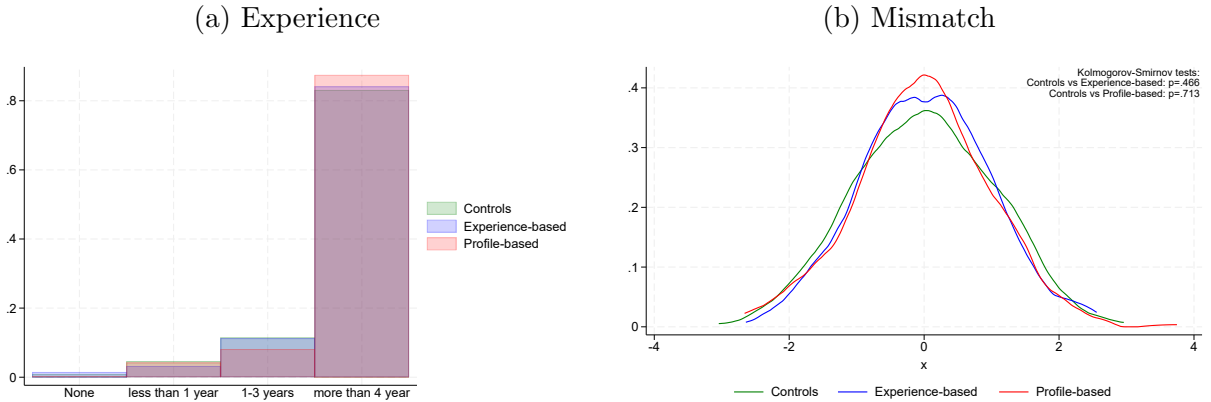 (a) Experience
.8
.6
.4
.2
0
None less than 1 year 1-3 years more than 4 year
Controls
Experience-based
Profile-based
(b) Mismatch
Kolmogorov-Smirnov tests:
Controls vs Experience-based: p=.466
Controls vs Profile-based: p=.713
.4
.3
.2
.1
0
-4 -2 0 2 4
x
Controls Experience-based Profile-based